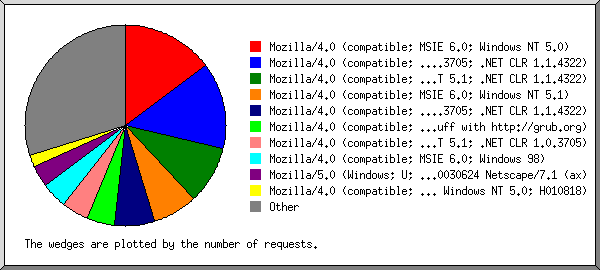 Mozilla/4.0 (compatible; MSIE 6.0; Windows NT 5.0)
Mozilla/4.0 (compatible; ....3705; .NET CLR 1.1.4322)
Mozilla/4.0 (compatible; ...T 5.1; .NET CLR 1.1.4322)
Mozilla/4.0 (compatible; MSIE 6.0; Windows NT 5.1)
Mozilla/4.0 (compatible; ....3705; .NET CLR 1.1.4322)
Mozilla/4.0 (compatible; ...uff with http://grub.org)
Mozilla/4.0 (compatible; ...T 5.1; .NET CLR 1.0.3705)
Mozilla/4.0 (compatible; MSIE 6.0; Windows 98)
Mozilla/5.0 (Windows; U; ...0030624 Netscape/7.1 (ax)
Mozilla/4.0 (compatible; ... Windows NT 5.0; H010818)
Other
The wedges are plotted by the number of requests.